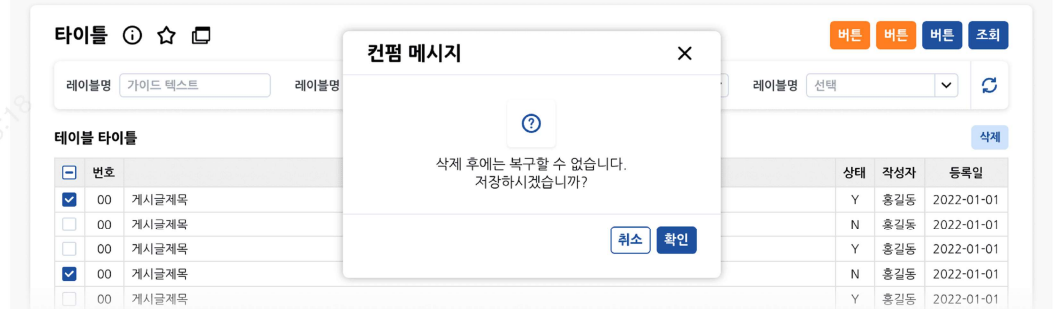 타이틀
버튼 버튼 버튼 조회
컨펌 메시지
레이블명 가이드 텍스트 레이블명 레이블명 선택
삭제 후에는 복구할 수 없습니다.
저장하시겠습니까?
취소 확인
테이블 타이틀 삭제
번호 상태 작성자 등록일
00 게시글제목 Y 홍길동 2022-01-01
00 게시글제목 N 홍길동 2022-01-01
00 게시글제목 Y 홍길동 2022-01-01
00 게시글제목 N 홍길동 2022-01-01
00 게시글제목 Y 홍길동 2022-01-01